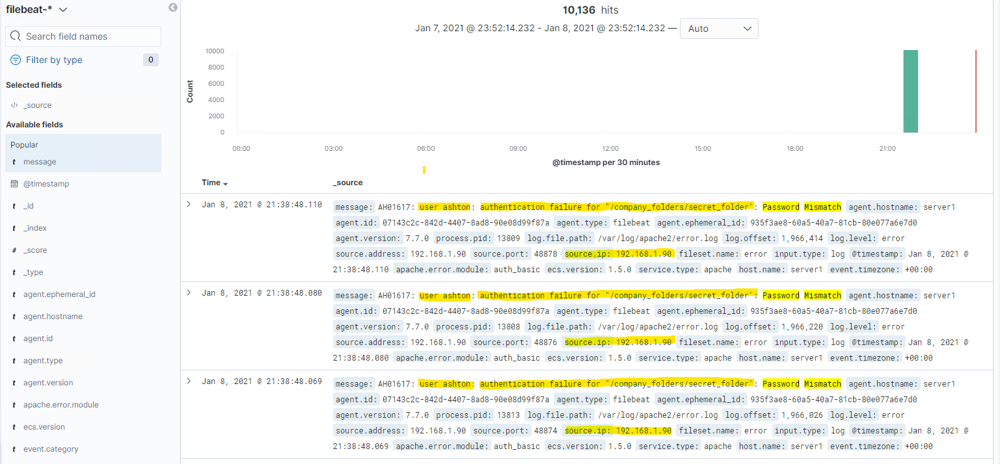 filebeat-*
Search field names
Filter by type 0
Selected fields
_source
Available fields
Popular
t message
@timestamp
t _id
t _index
# _score
t _type
t agent.ephemeral_id
t agent.hostname
t agent.id
t agent.type
t agent.version
t apache.error.module
t ecs.version
t event.category
10,136 hits
Jan 7, 2021 @ 23:52:14.232 - Jan 8, 2021 @ 23:52:14.232 — Auto
Count
10000
8000
6000
4000
2000
0
00:00 03:00 06:00 09:00 12:00 15:00 18:00 21:00
@timestamp per 30 minutes
Time _source
Jan 8, 2021 @ 21:38:48.110
message: AH01617: user ashton: authentication failure for "/company_folders/secret_folder": Password Mismatch agent.hostname: server1
agent.id: 07143c2c-842d-4407-8ad8-90e08d99f87a agent.type: filebeat agent.ephemeral_id: 935f3ae8-60a5-40a7-81cb-80e077a6e7d0
agent.version: 7.7.0 process.pid: 13809 log.file.path: /var/log/apache2/error.log log.offset: 1,966,414 log.level: error
source.address: 192.168.1.90 source.port: 48878 source.ip: 192.168.1.90 fileset.name: error input.type: log @timestamp: Jan 8, 2021 @
21:38:48.110 apache.error.module: auth_basic ecs.version: 1.5.0 service.type: apache host.name: server1 event.timezone: +00:00
Jan 8, 2021 @ 21:38:48.080
message: AH01617: user ashton: authentication failure for "/company_folders/secret_folder": Password Mismatch agent.hostname: server1
agent.id: 07143c2c-842d-4407-8ad8-90e08d99f87a agent.type: filebeat agent.ephemeral_id: 935f3ae8-60a5-40a7-81cb-80e077a6e7d0
agent.version: 7.7.0 process.pid: 13808 log.file.path: /var/log/apache2/error.log log.offset: 1,966,220 log.level: error
source.address: 192.168.1.90 source.port: 48876 source.ip: 192.168.1.90 fileset.name: error input.type: log @timestamp: Jan 8, 2021 @
21:38:48.080 apache.error.module: auth_basic ecs.version: 1.5.0 service.type: apache host.name: server1 event.timezone: +00:00
Jan 8, 2021 @ 21:38:48.069
message: AH01617: user ashton: authentication failure for "/company_folders/secret_folder": Password Mismatch agent.hostname: server1
agent.id: 07143c2c-842d-4407-8ad8-90e08d99f87a agent.type: filebeat agent.ephemeral_id: 935f3ae8-60a5-40a7-81cb-80e077a6e7d0
agent.version: 7.7.0 process.pid: 13813 log.file.path: /var/log/apache2/error.log log.offset: 1,966,026 log.level: error
source.address: 192.168.1.90 source.port: 48874 source.ip: 192.168.1.90 fileset.name: error input.type: log @timestamp: Jan 8, 2021 @
21:38:48.069 apache.error.module: auth_basic ecs.version: 1.5.0 service.type: apache host.name: server1 event.timezone: +00:00